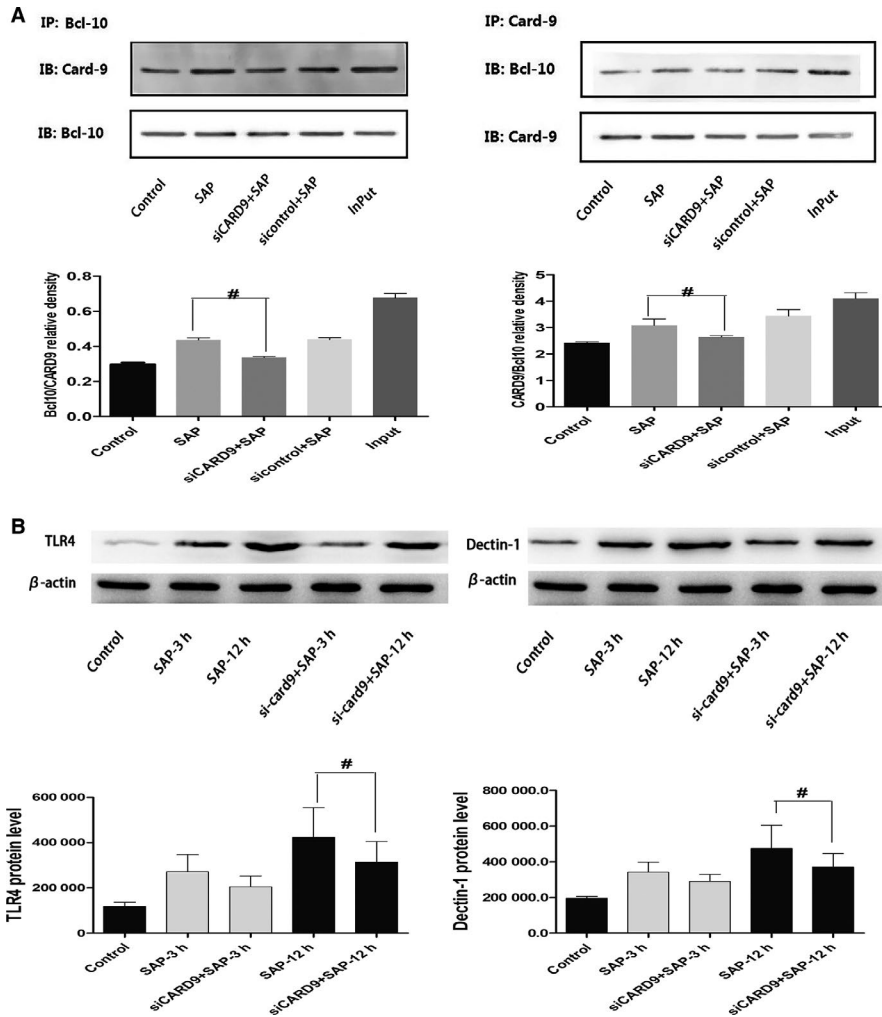 A
IP: Bcl-10
IB: Card-9
IB: Bcl-10
Control
SAP
siCARD9+SAP
sicontrol+SAP
InPut
Bcl10/CARD9 relative density
0.8
0.6
0.4
0.2
0.0
#
Control
SAP
siCARD9+SAP
sicontrol+SAP
Input
IP: Card-9
IB: Bcl-10
IB: Card-9
Control
SAP
siCARD9+SAP
sicontrol+SAP
InPut
CARD9/Bcl10 relative density
5
4
3
2
1
0
#
Control
SAP
siCARD9+SAP
sicontrol+SAP
Input
B
TLR4
β-actin
Control
SAP-3 h
SAP-12 h
si-card9+SAP-3 h
si-card9+SAP-12 h
TLR4 protein level
600 000
400 000
200 000
0
#
Control
SAP-3 h
siCARD9+SAP-3 h
SAP-12 h
siCARD9+SAP-12 h
Dectin-1
β-actin
Control
SAP-3 h
SAP-12 h
si-card9+SAP-3 h
si-card9+SAP-12 h
Dectin-1 protein level
800 000.0
600 000.0
400 000.0
200 000.0
0.0
#
Control
SAP-3 h
siCARD9+SAP-3 h
SAP-12 h
siCARD9+SAP-12 h